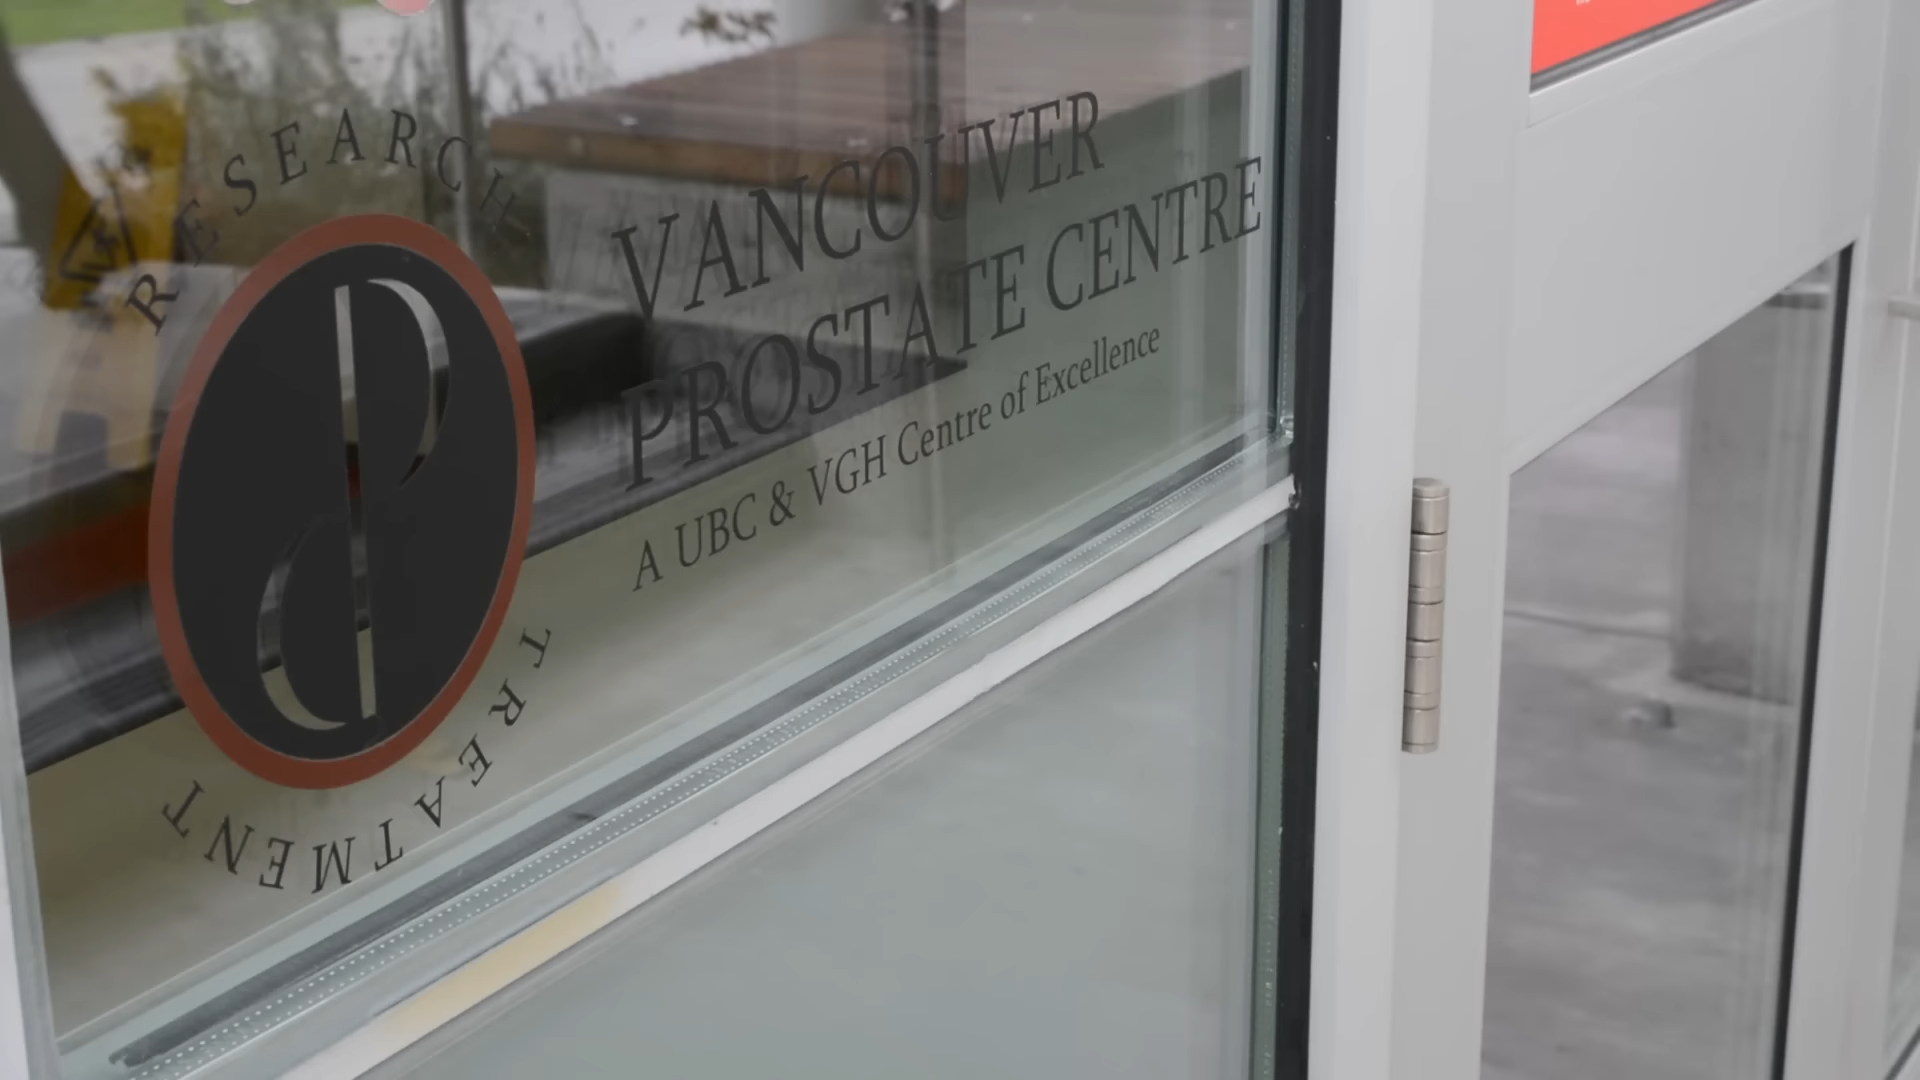 RESEARCH
VANCOUVER
PROSTATE CENTRE
A UBC & VGH Centre of Excellence
TREATMENT